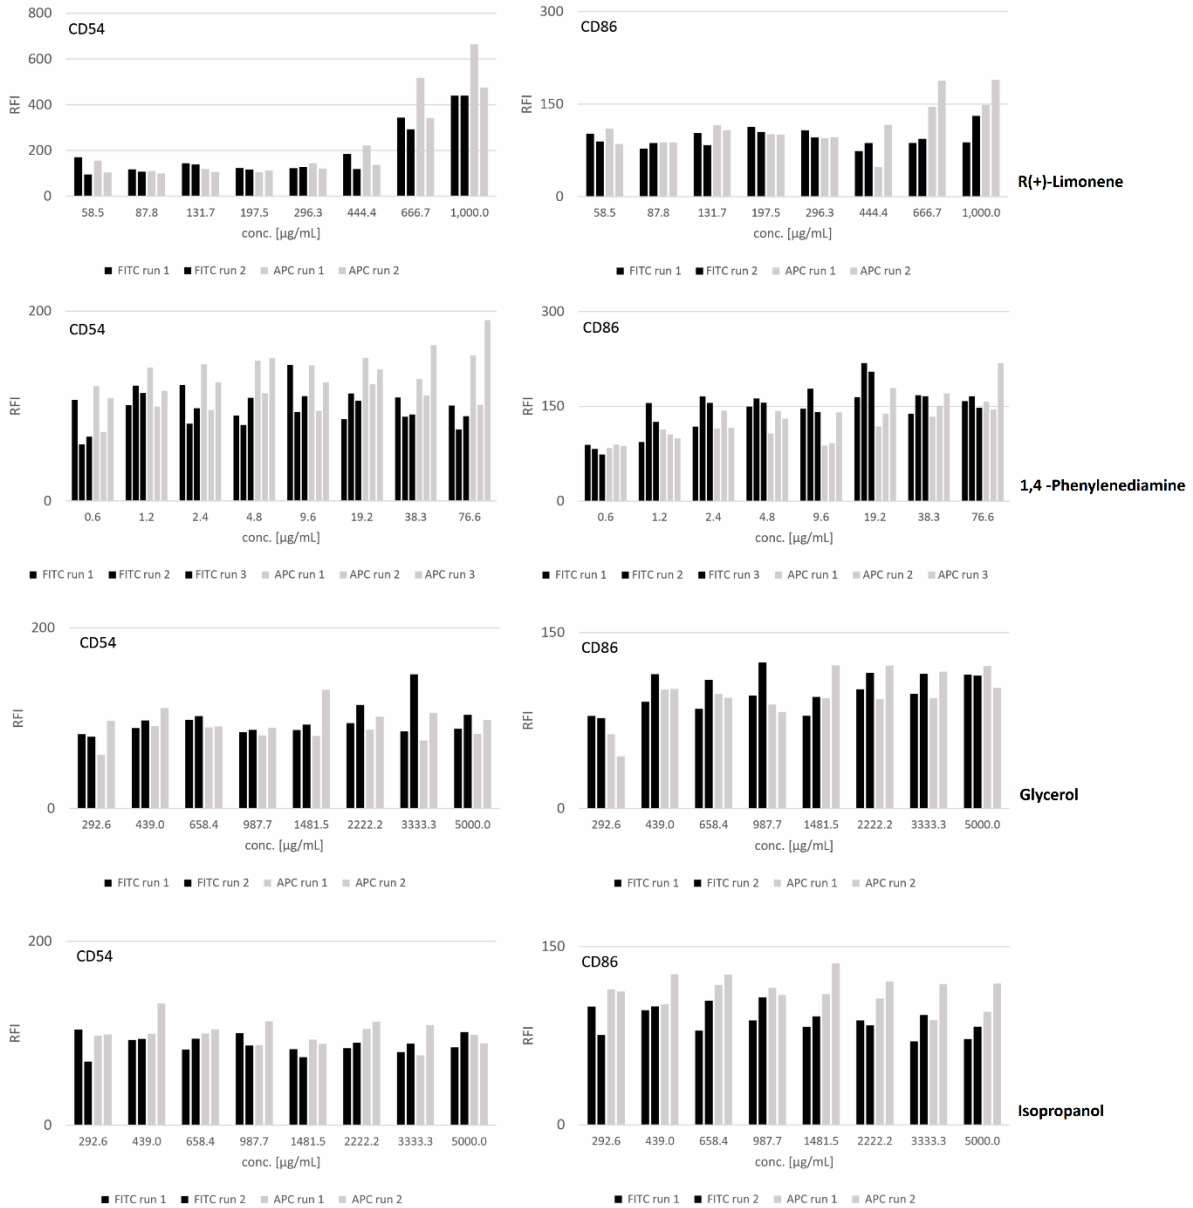 CD54
800
600
400
200
0
RFI
58.5 87.8 131.7 197.5 296.3 444.4 666.7 1,000.0
conc. [µg/mL]
FITC run 1 FITC run 2 APC run 1 APC run 2
CD86
300
150
0
RFI
58.5 87.8 131.7 197.5 296.3 444.4 666.7 1,000.0
conc. [µg/mL]
FITC run 1 FITC run 2 APC run 1 APC run 2
R(+)-Limonene
CD54
200
0
RFI
0.6 1.2 2.4 4.8 9.6 19.2 38.3 76.6
conc. [µg/mL]
FITC run 1 FITC run 2 FITC run 3 APC run 1 APC run 2 APC run 3
CD86
300
150
0
RFI
0.6 1.2 2.4 4.8 9.6 19.2 38.3 76.6
conc. [µg/mL]
FITC run 1 FITC run 2 FITC run 3 APC run 1 APC run 2 APC run 3
1,4 -Phenylenediamine
CD54
200
0
RFI
292.6 439.0 658.4 987.7 1481.5 2222.2 3333.3 5000.0
conc. [µg/mL]
FITC run 1 FITC run 2 APC run 1 APC run 2
CD86
150
0
RFI
292.6 439.0 658.4 987.7 1481.5 2222.2 3333.3 5000.0
conc. [µg/mL]
FITC run 1 FITC run 2 APC run 1 APC run 2
Glycerol
CD54
200
0
RFI
292.6 439.0 658.4 987.7 1481.5 2222.2 3333.3 5000.0
conc. [µg/mL]
FITC run 1 FITC run 2 APC run 1 APC run 2
CD86
150
0
RFI
292.6 439.0 658.4 987.7 1481.5 2222.2 3333.3 5000.0
conc. [µg/mL]
FITC run 1 FITC run 2 APC run 1 APC run 2
Isopropanol